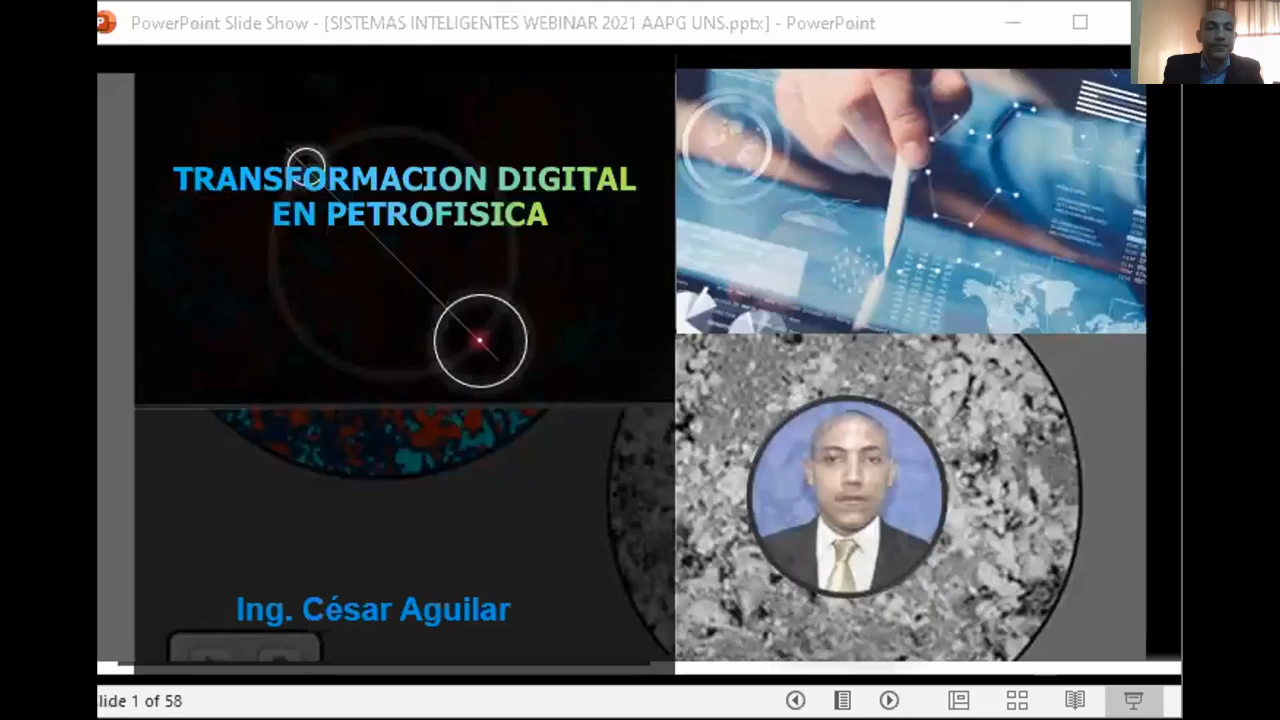 PowerPoint Slide Show - [SISTEMAS INTELIGENTES WEBINAR 2021 AAPG UNS.pptx] - PowerPoint
TRANSFORMACION DIGITAL
EN PETROFISICA
Ing. César Aguilar
lide 1 of 58